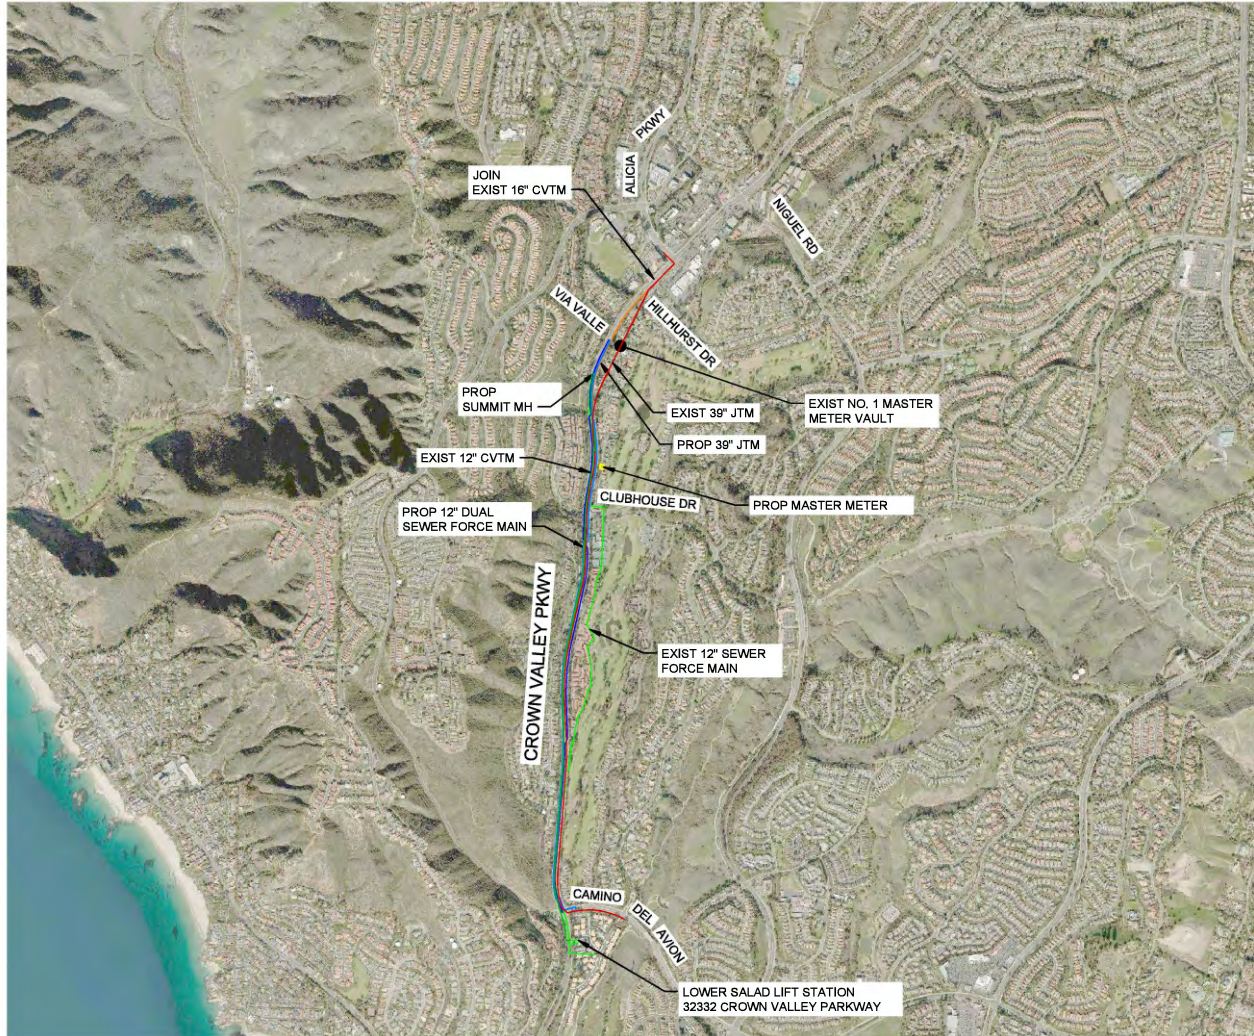 ALICIA PKWY
JOIN
EXIST 16" CVTM
NIGUEL RD
VIA VALLE
HILLHURST DR
PROP
SUMMIT MH
EXIST NO. 1 MASTER
METER VAULT
EXIST 39" JTM
PROP 39" JTM
EXIST 12" CVTM
CLUBHOUSE DR
PROP MASTER METER
PROP 12" DUAL
SEWER FORCE MAIN
CROWN VALLEY PKWY
EXIST 12" SEWER
FORCE MAIN
CAMINO DEL AVION
LOWER SALAD LIFT STATION
32332 CROWN VALLEY PARKWAY